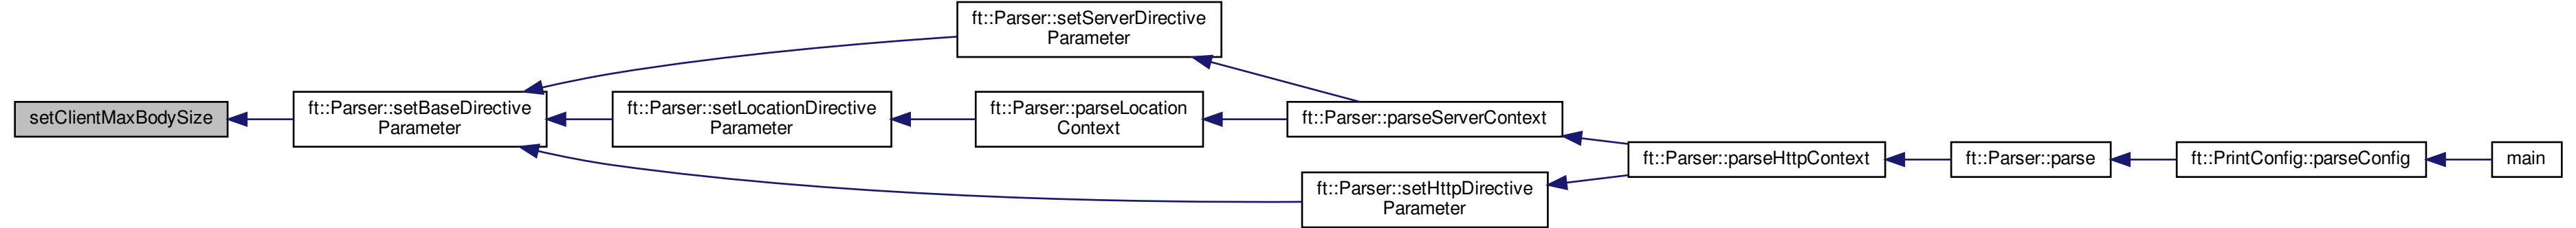 setClientMaxBodySize
ft::Parser::setBaseDirective
Parameter
ft::Parser::setServerDirective
Parameter
ft::Parser::setLocationDirective
Parameter
ft::Parser::parseLocation
Context
ft::Parser::parseServerContext
ft::Parser::setHttpDirective
Parameter
ft::Parser::parseHttpContext
ft::Parser::parse
ft::PrintConfig::parseConfig
main